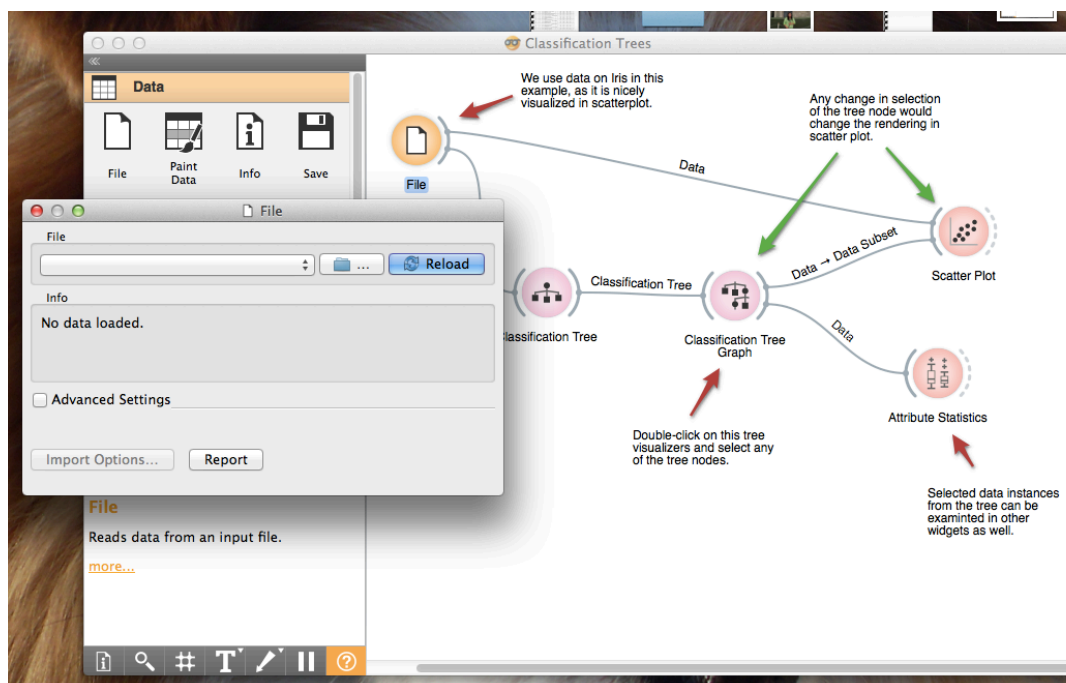 Classification Trees
Data
File
Paint
Data
Info
Save
File
File
... Reload
Info
No data loaded.
Advanced Settings
Import Options...
Report
File
Reads data from an input file.
more...
We use data on Iris in this
example, as it is nicely
visualized in scatterplot.
Any change in selection
of the tree node would
change the rendering in
scatter plot.
File
Data
Data → Data Subset
Scatter Plot
Classification Tree
lassification Tree
Classification Tree
Graph
Data
Attribute Statistics
Double-click on this tree
visualizers and select any
of the tree nodes.
Selected data instances
from the tree can be
examinted in other
widgets as well.